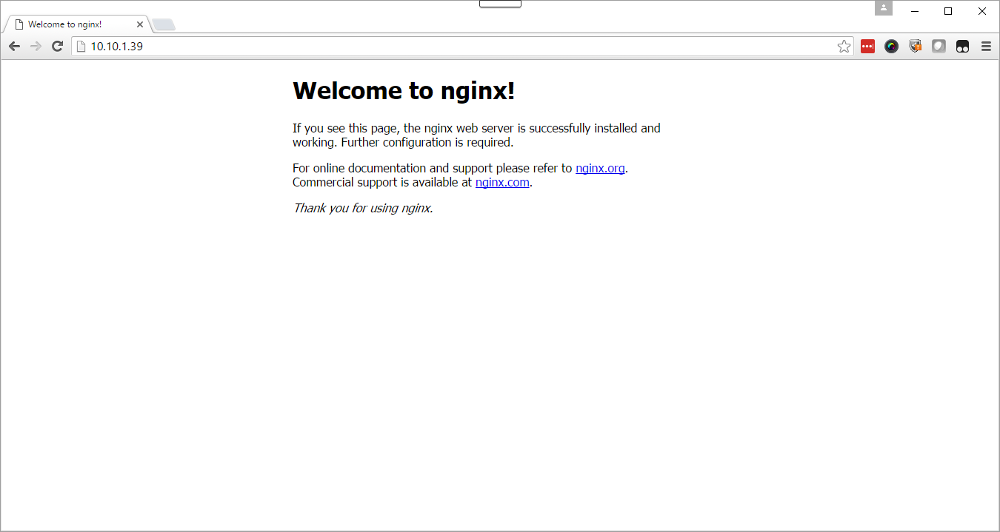 Welcome to nginx!
10.10.1.39
Welcome to nginx!
If you see this page, the nginx web server is successfully installed and
working. Further configuration is required.
For online documentation and support please refer to nginx.org.
Commercial support is available at nginx.com.
Thank you for using nginx.